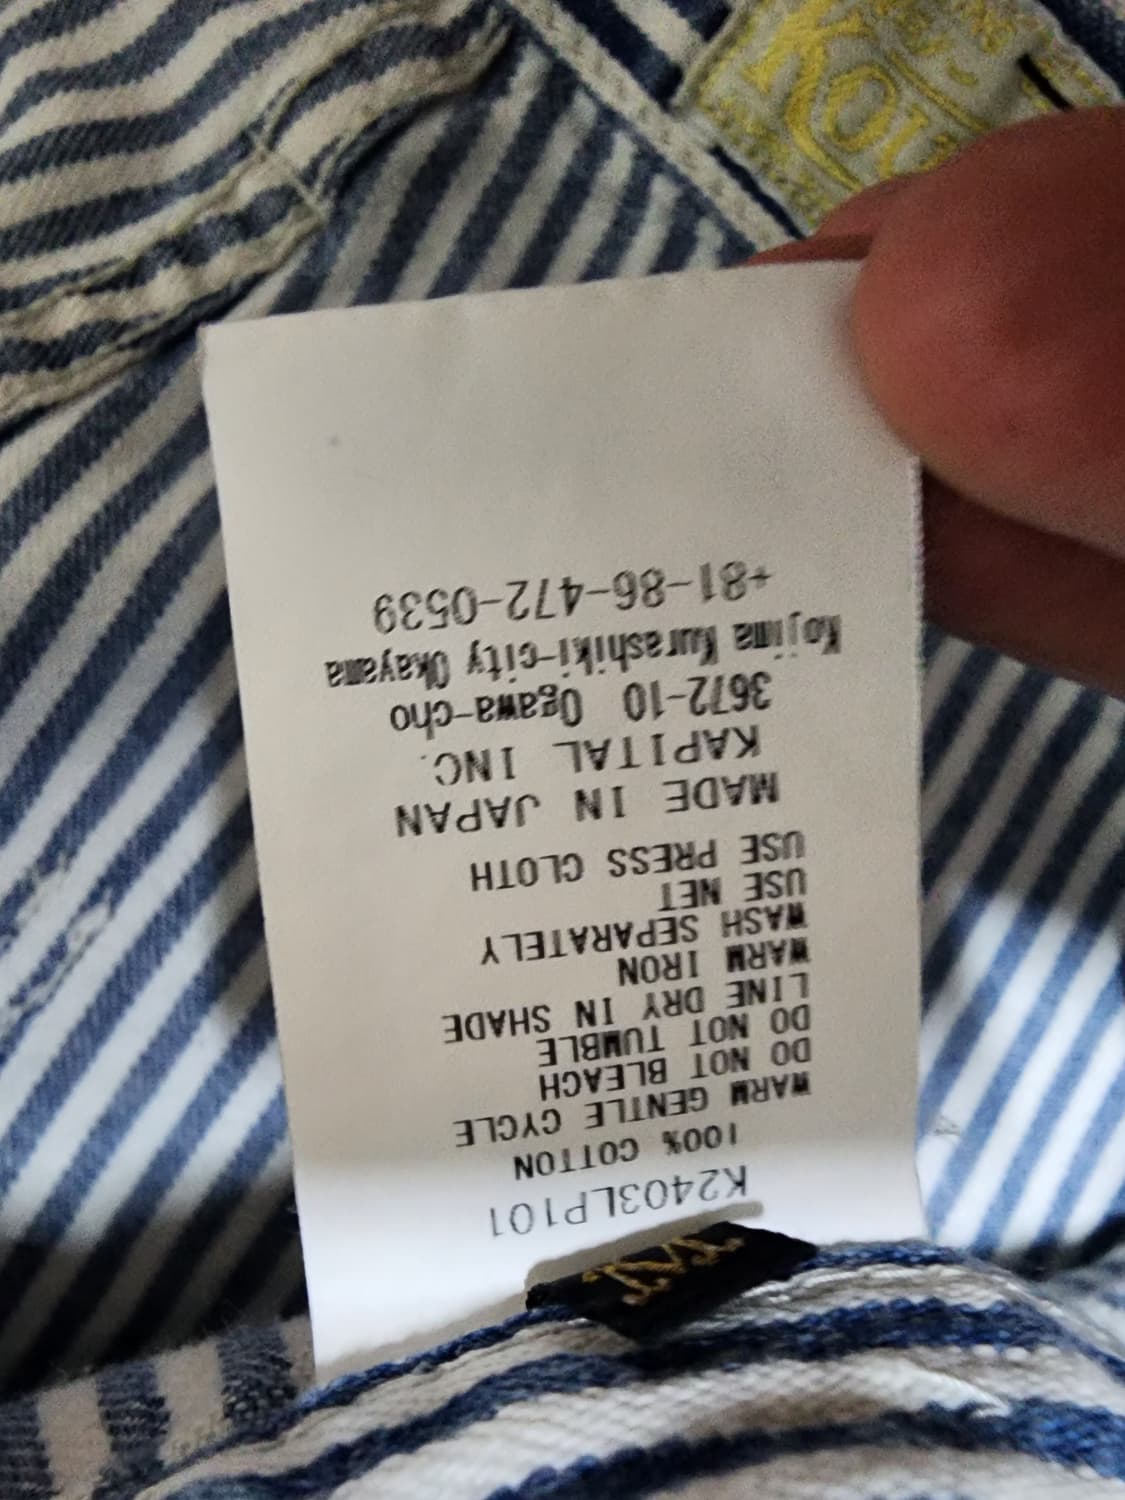 K2403LP101
100% COTTON
WARM GENTLE CYCLE
DO NOT BLEACH
DO NOT TUMBLE
LINE DRY IN SHADE
WARM IRON
WASH SEPARATELY
USE NET
USE PRESS CLOTH
MADE IN JAPAN
KAPITAL INC.
3672-10 Ogawa-cho
Kojima Kurashiki-city Okayama
+81-86-472-0539